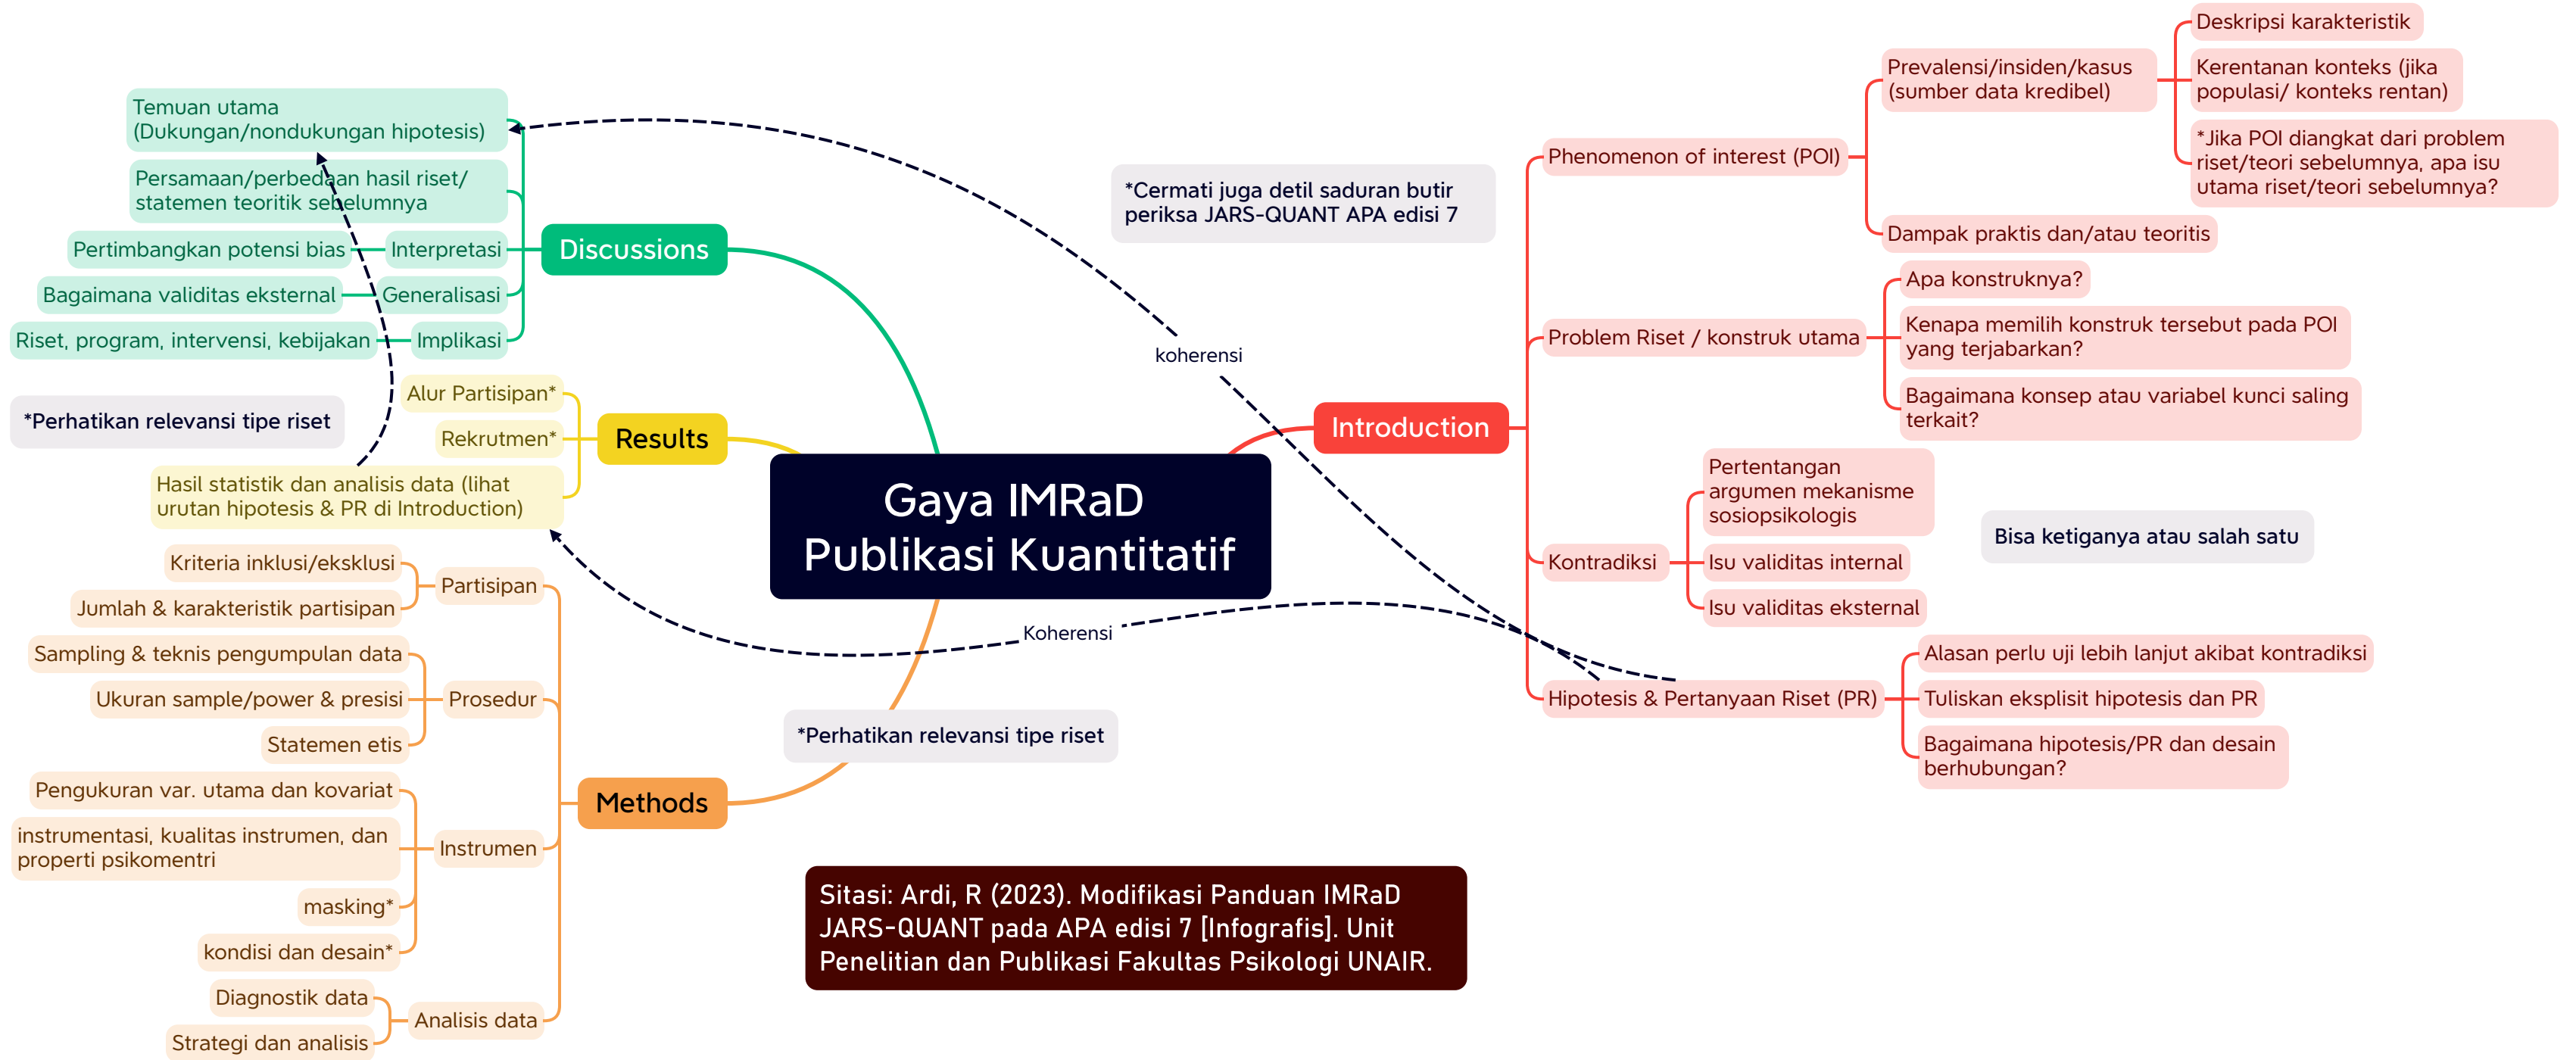 Gaya IMRaD
Publikasi Kuantitatif
Introduction
Phenomenon of interest (POI)
Prevalensi/insiden/kasus
(sumber data kredibel)
Deskripsi karakteristik
Kerentanan konteks (jika
populasi/ konteks rentan)
*Jika POI diangkat dari problem
riset/teori sebelumnya, apa isu
utama riset/teori sebelumnya?
Dampak praktis dan/atau teoritis
Problem Riset / konstruk utama
Apa konstruknya?
Kenapa memilih konstruk tersebut pada POI
yang terjabarkan?
Bagaimana konsep atau variabel kunci saling
terkait?
Kontradiksi
Pertentangan
argumen mekanisme
sosiopsikologis
Isu validitas internal
Isu validitas eksternal
Bisa ketiganya atau salah satu
Hipotesis & Pertanyaan Riset (PR)
Alasan perlu uji lebih lanjut akibat kontradiksi
Tuliskan eksplisit hipotesis dan PR
Bagaimana hipotesis/PR dan desain
berhubungan?
*Cermati juga detil saduran butir
periksa JARS-QUANT APA edisi 7
koherensi
Koherensi
Methods
Partisipan
Kriteria inklusi/eksklusi
Jumlah & karakteristik partisipan
Prosedur
Sampling & teknis pengumpulan data
Ukuran sample/power & presisi
Statemen etis
Instrumen
Pengukuran var. utama dan kovariat
instrumentasi, kualitas instrumen, dan
properti psikomentri
masking*
kondisi dan desain*
Analisis data
Diagnostik data
Strategi dan analisis
*Perhatikan relevansi tipe riset
Results
Alur Partisipan*
Rekrutmen*
Hasil statistik dan analisis data (lihat
urutan hipotesis & PR di Introduction)
*Perhatikan relevansi tipe riset
Discussions
Temuan utama
(Dukungan/nondukungan hipotesis)
Persamaan/perbedaan hasil riset/
statemen teoritik sebelumnya
Interpretasi
Pertimbangkan potensi bias
Generalisasi
Bagaimana validitas eksternal
Implikasi
Riset, program, intervensi, kebijakan
Sitasi: Ardi, R (2023). Modifikasi Panduan IMRaD
JARS-QUANT pada APA edisi 7 [Infografis]. Unit
Penelitian dan Publikasi Fakultas Psikologi UNAIR.